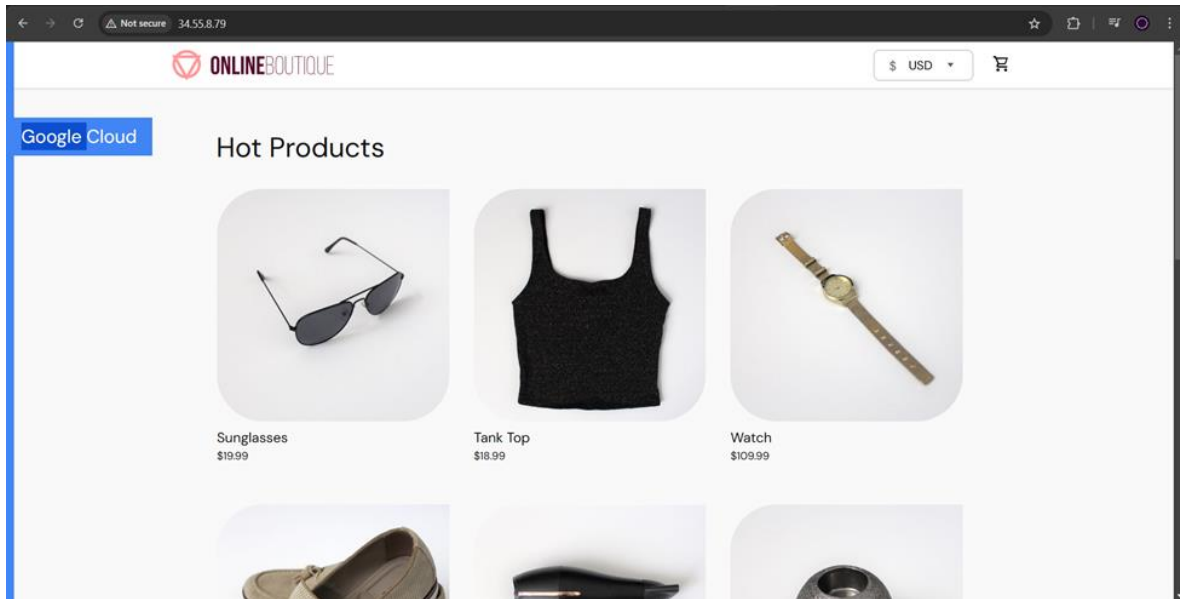 Not secure 34.55.8.79
ONLINEBOUTIQUE
$ USD
Google Cloud
Hot Products
Sunglasses
$19.99
Tank Top
$18.99
Watch
$109.99